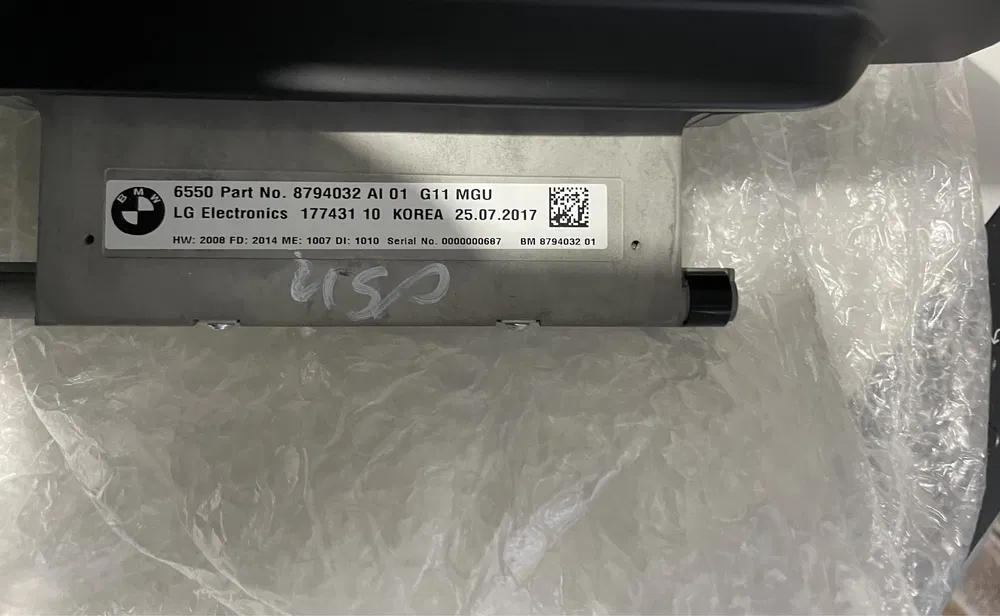 BMW
6550 Part No. 8794032 AI 01 G11 MGU
LG Electronics 177431 10 KOREA 25.07.2017
HW: 2008 FD: 2014 ME: 1007 DI: 1010 Serial No. 0000000687 BM 8794032 01